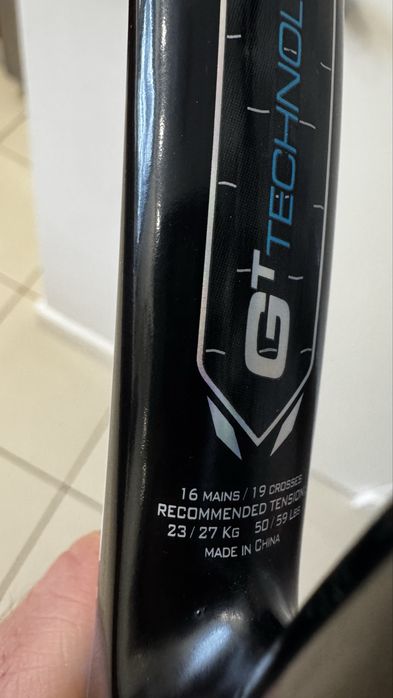 GT TECHNOL
16 MAINS / 19 CROSSES
RECOMMENDED TENSION
23 / 27 KG 50 / 59 LBS
MADE IN CHINA